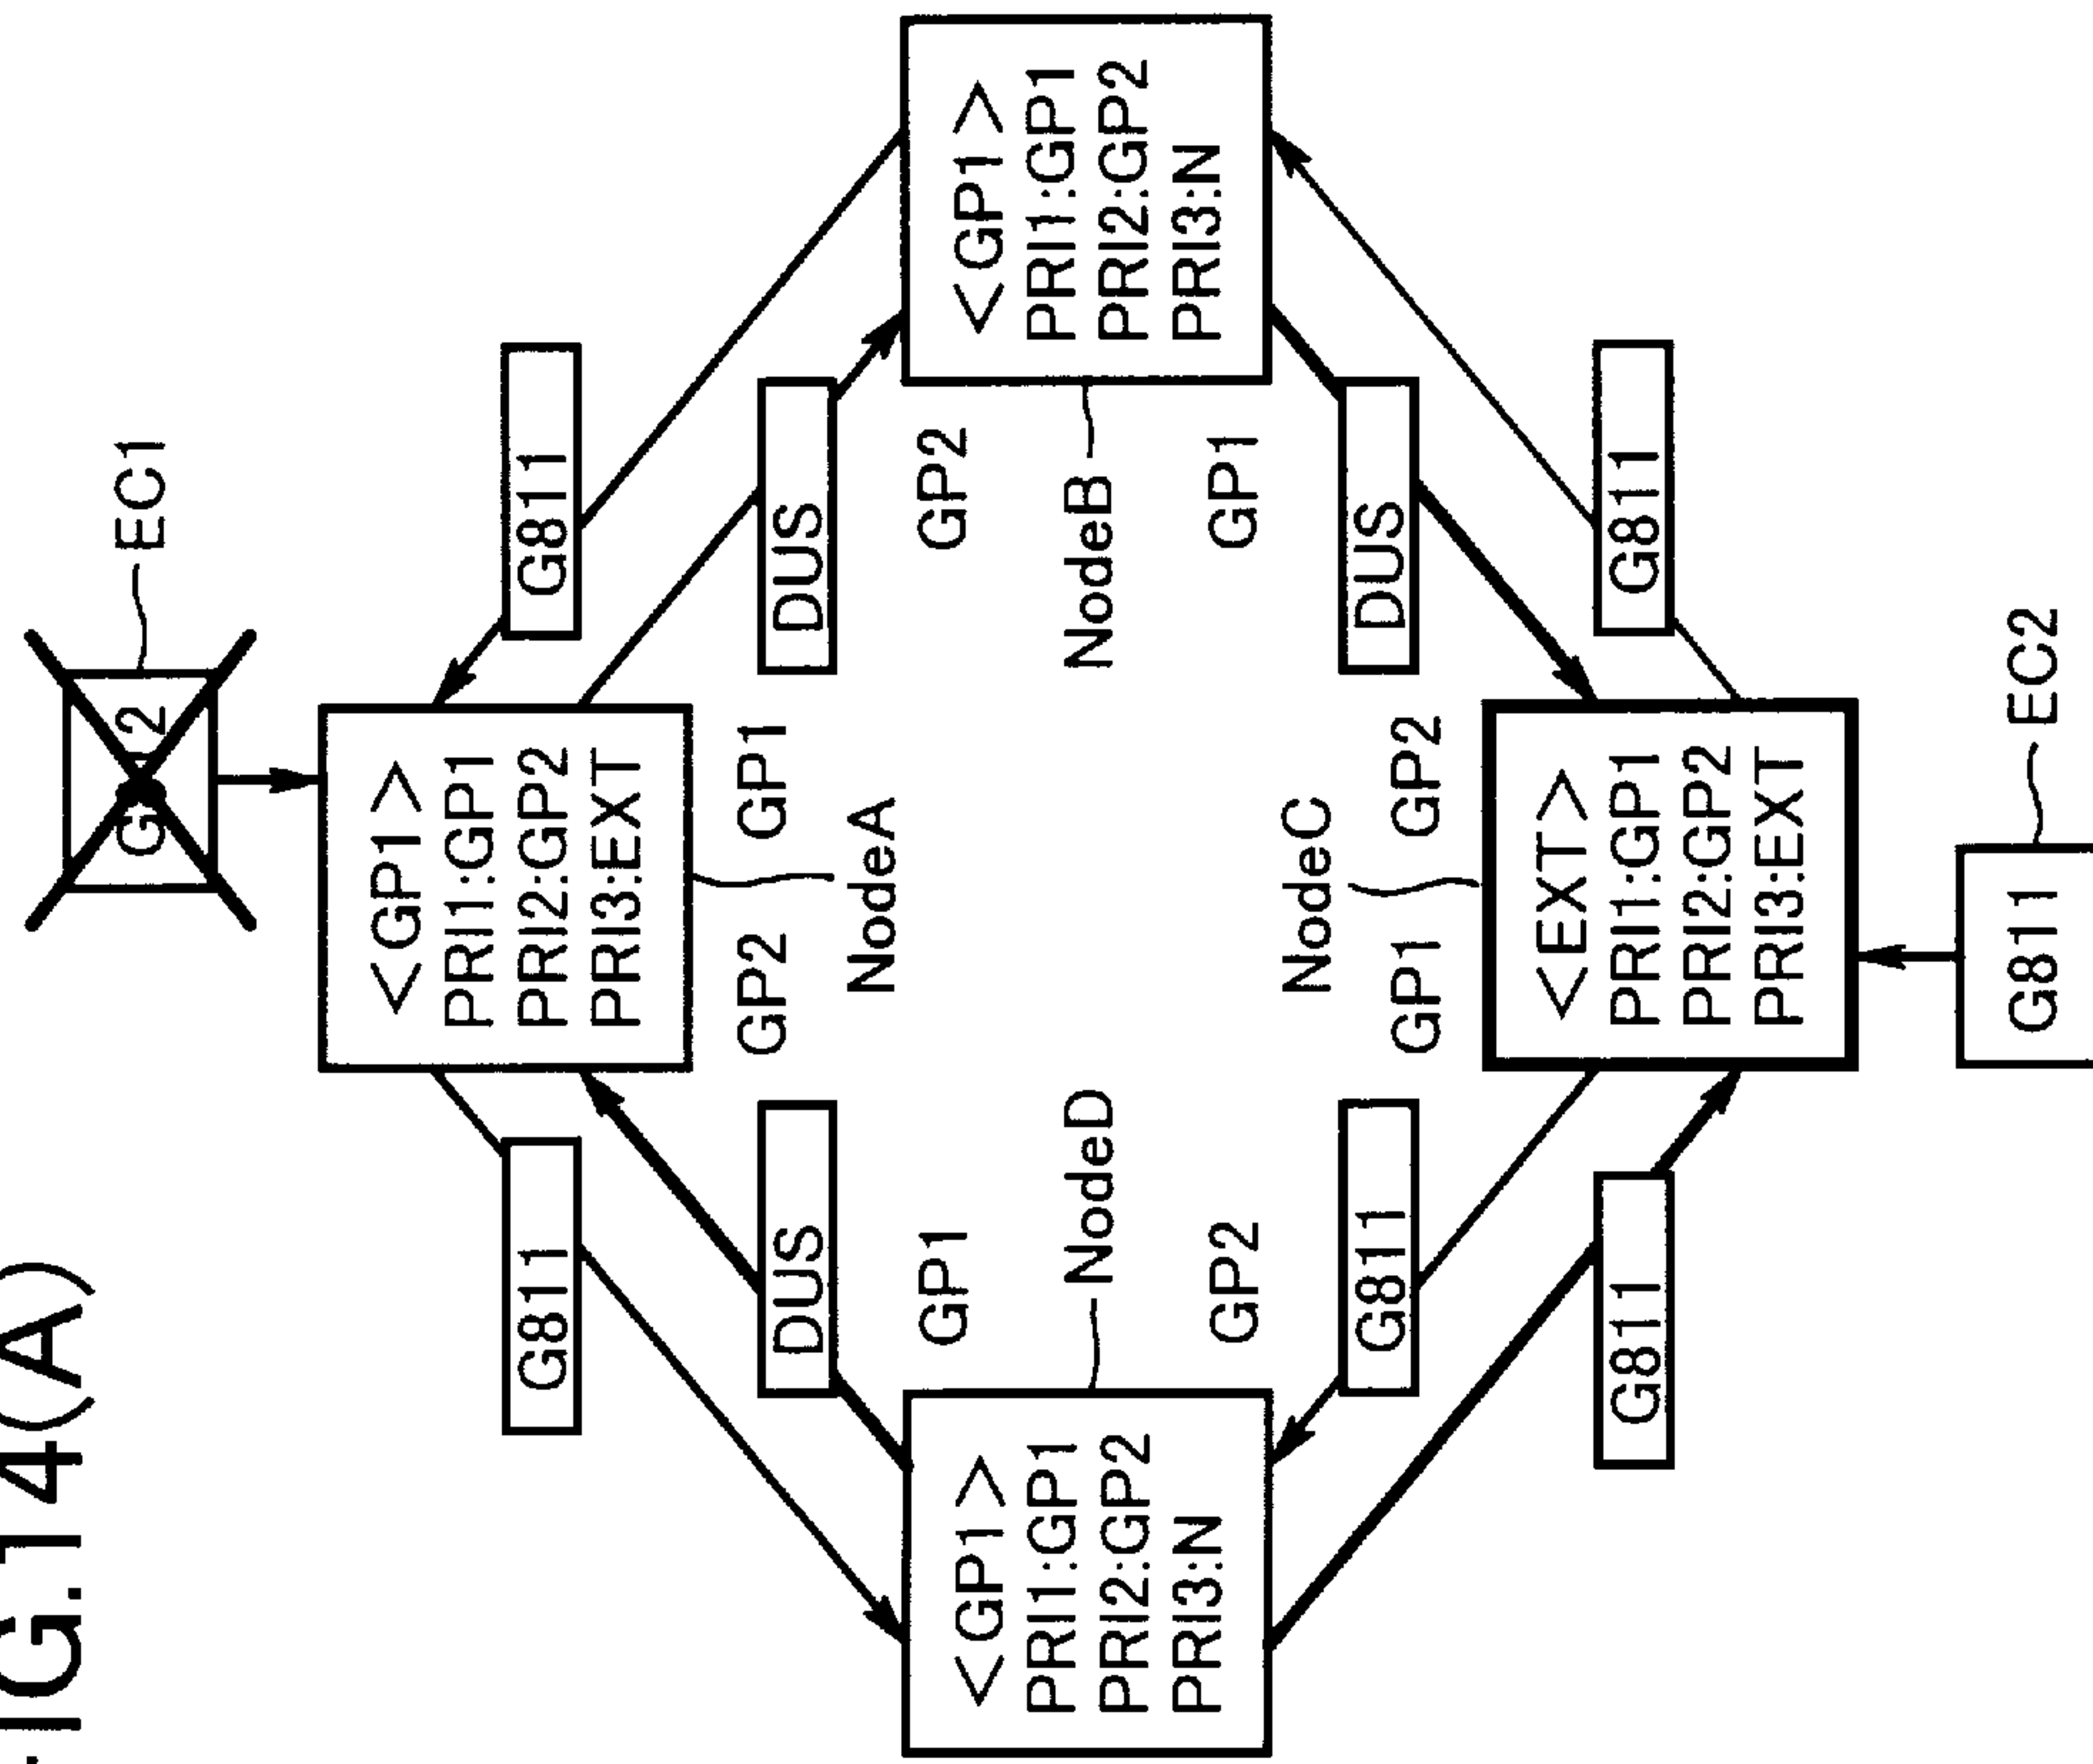 IG.14(A)
EC1
<GP1>
PRI1:GP1
PRI2:GP2
PRI3:EXT
G811
G811
DUS
DUS
GP2
GP1
NodeA
<GP1>
PRI1:GP1
PRI2:GP2
PRI3:N
GP1
NodeD
GP2
GP2
NodeB
GP1
<GP1>
PRI1:GP1
PRI2:GP2
PRI3:N
NodeC
GP1
GP2
G811
DUS
<EXT>
PRI1:GP1
PRI2:GP2
PRI3:EXT
G811
G811
G811
EC2